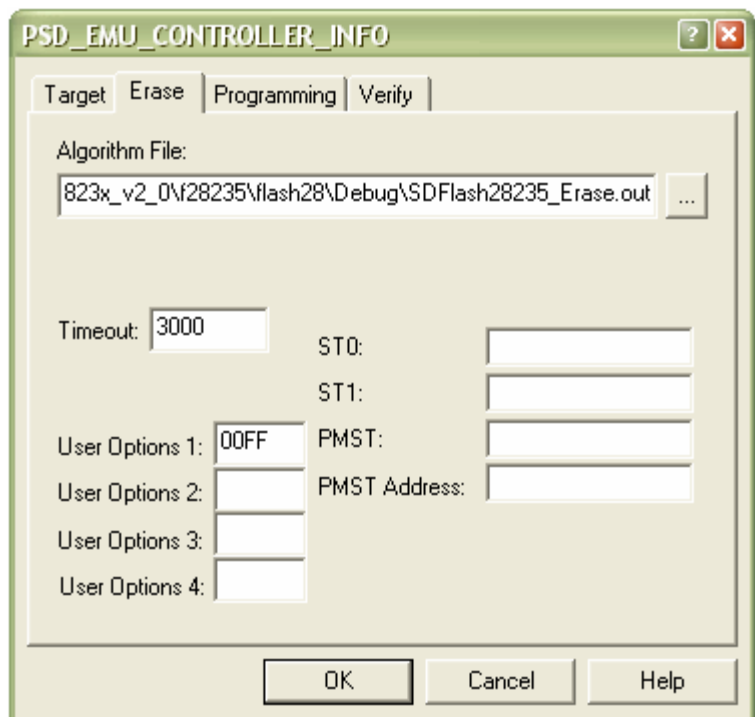 PSD_EMU_CONTROLLER_INFO
Target Erase Programming Verify
Algorithm File:
823x_v2_0\f28235\flash28\Debug\SDFlash28235_Erase.out ...
Timeout: 3000
ST0:
ST1:
User Options 1: 00FF PMST:
User Options 2: PMST Address:
User Options 3:
User Options 4:
OK Cancel Help